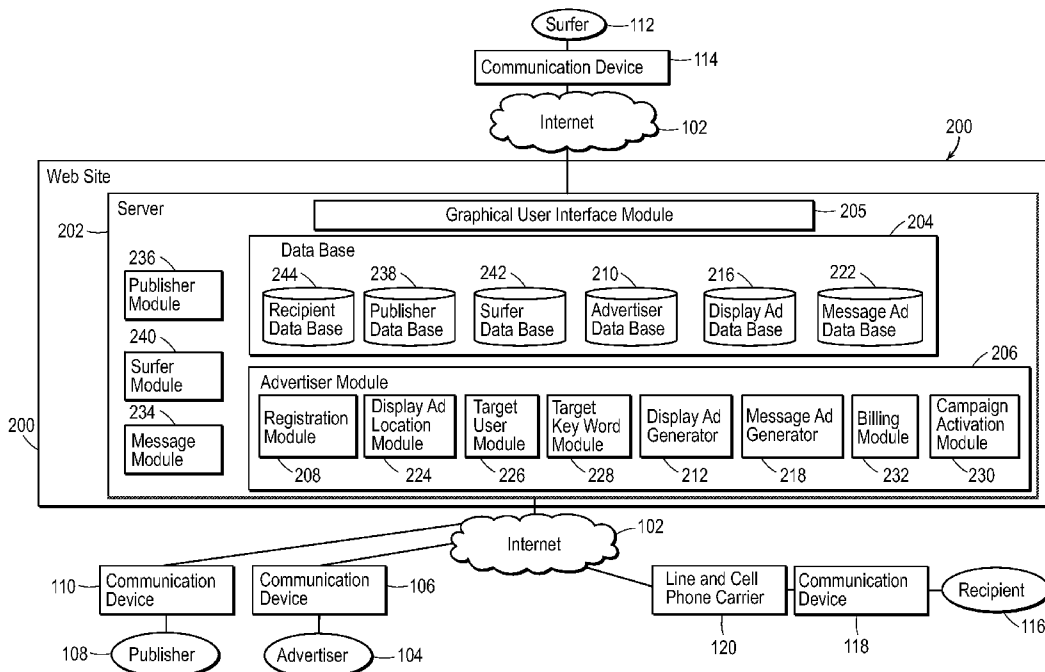 Surfer
112
Communication Device
114
Internet
102
200
Web Site
Server
202
Graphical User Interface Module
205
204
Data Base
236
Publisher
Module
244
Recipient
Data Base
238
Publisher
Data Base
242
Surfer
Data Base
210
Advertiser
Data Base
216
Display Ad
Data Base
222
Message Ad
Data Base
240
Surfer
Module
206
Advertiser Module
234
Message
Module
200
Registration
Module
208
Display Ad
Location
Module
224
Target
User
Module
226
Target
Key Word
Module
228
Display Ad
Generator
212
Message Ad
Generator
218
Billing
Module
232
Campaign
Activation
Module
230
Internet
102
110
Communication
Device
Communication
Device
106
Line and Cell
Phone Carrier
120
Communication
Device
118
Recipient
116
108
Publisher
Advertiser
104